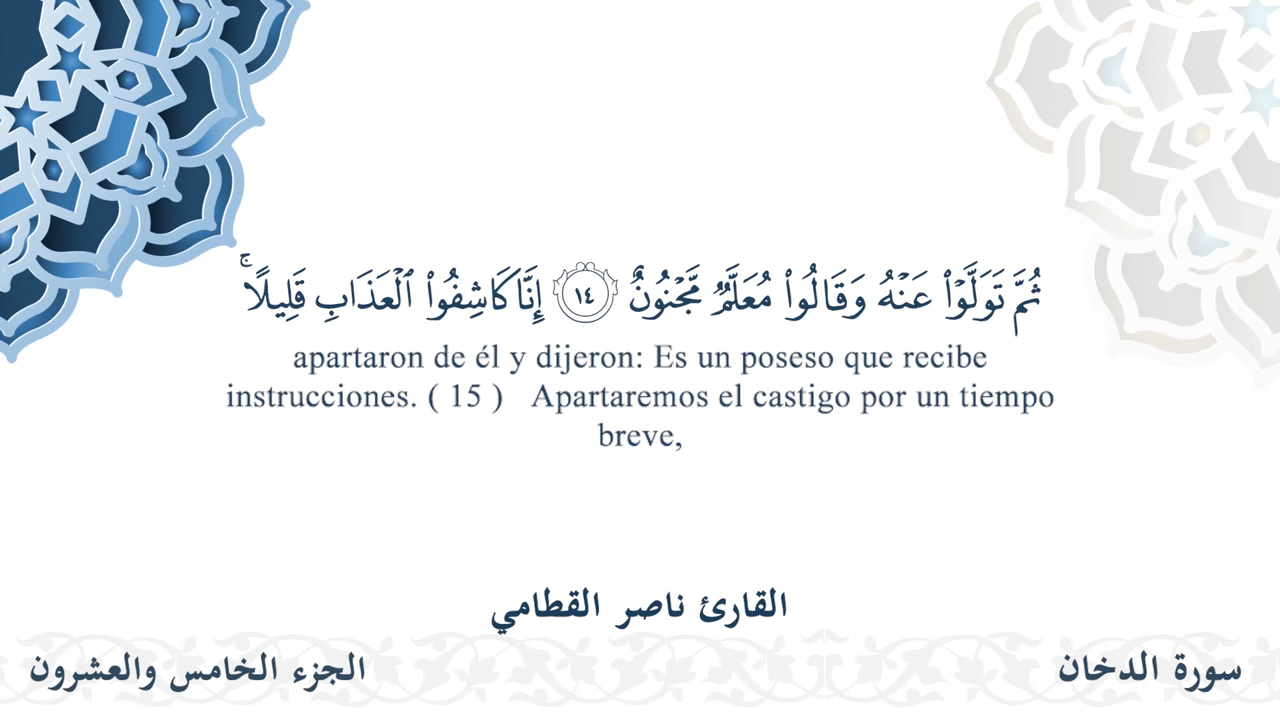 ثُمَّ تَوَلَّوْا۟ عَنْهُ وَقَالُوا۟ مُعَلَّمٌ مَّجْنُونٌ ١٤ إِنَّا كَاشِفُوا۟ ٱلْعَذَابِ قَلِيلًا ۚ
apartaron de él y dijeron: Es un poseso que recibe
instrucciones. ( 15 ) Apartaremos el castigo por un tiempo
breve,
القارئ ناصر القطامي
سورة الدخان
الجزء الخامس والعشرون